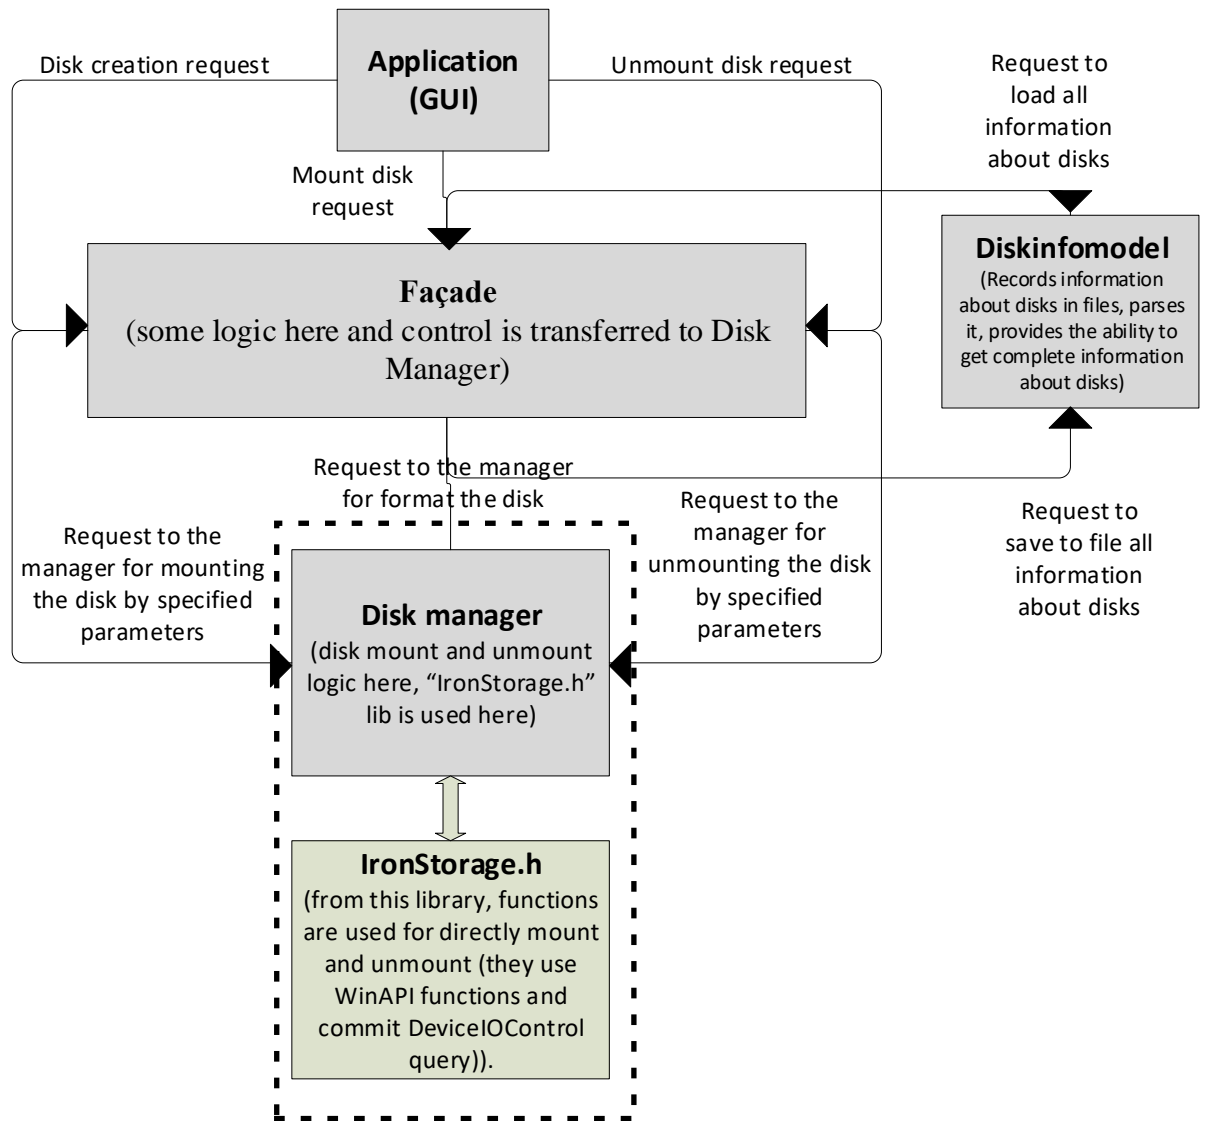 Disk creation request
Application
(GUI)
Unmount disk request
Request to
load all
information
about disks
Mount disk
request
Façade
(some logic here and control is transferred to Disk
Manager)
Diskinfomodel
(Records information
about disks in files, parses
it, provides the ability to
get complete information
about disks)
Request to the manager
for format the disk
Request to the
manager for mounting
the disk by specified
parameters
Request to the
manager for
unmounting the disk
by specified
parameters
Request to
save to file all
information
about disks
Disk manager
(disk mount and unmount
logic here, “IronStorage.h”
lib is used here)
IronStorage.h
(from this library, functions
are used for directly mount
and unmount (they use
WinAPI functions and
commit DeviceIOControl
query)).